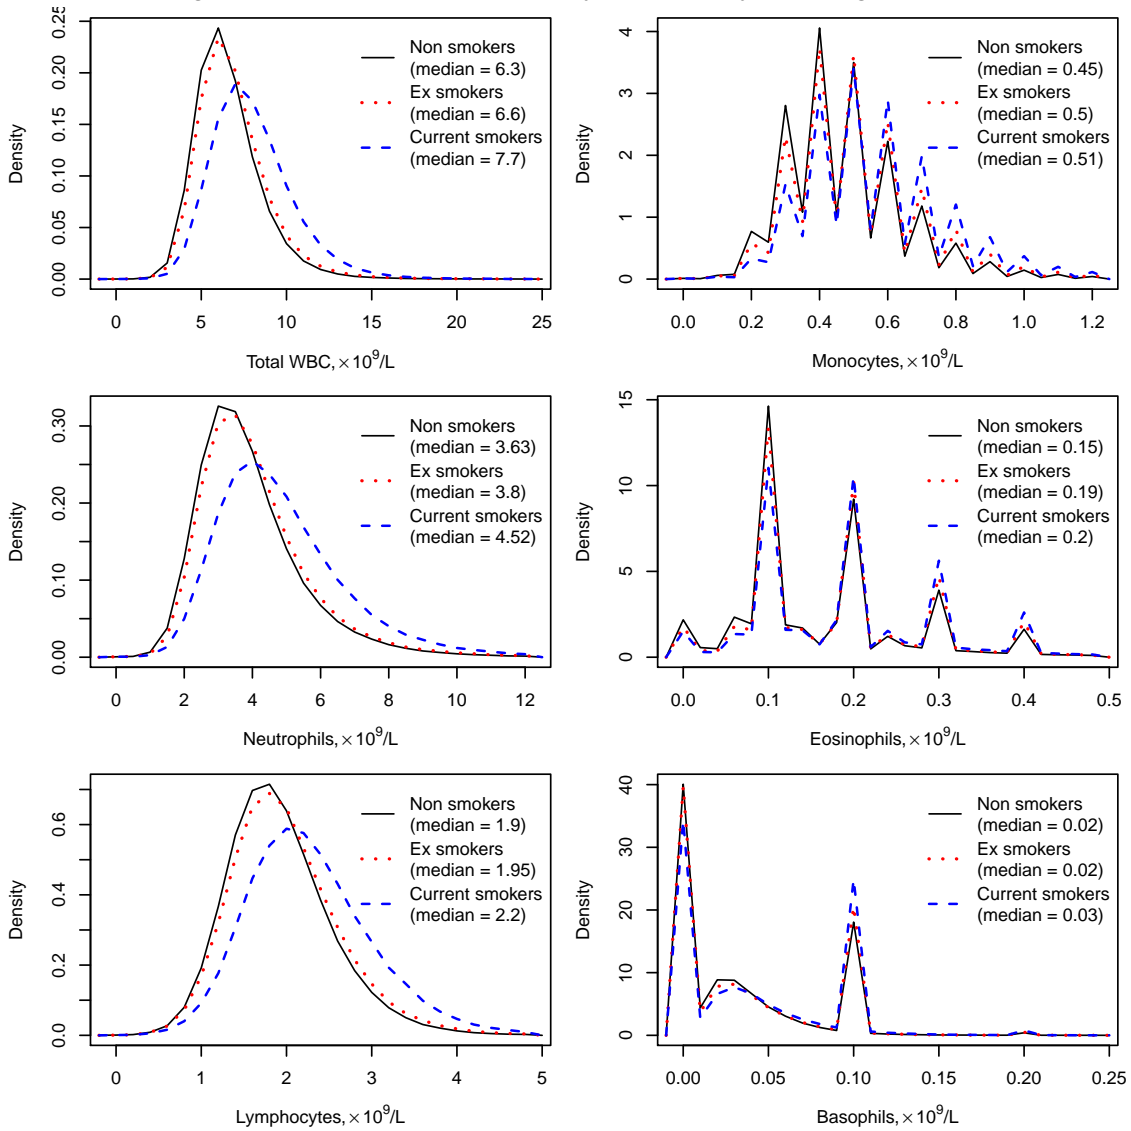 Density
0.00 0.05 0.10 0.15 0.20 0.25
Non smokers
(median = 6.3)
Ex smokers
(median = 6.6)
Current smokers
(median = 7.7)
0 5 10 15 20 25
Total WBC, ×10⁹/L
Density
0 1 2 3 4
Non smokers
(median = 0.45)
Ex smokers
(median = 0.5)
Current smokers
(median = 0.51)
0.0 0.2 0.4 0.6 0.8 1.0 1.2
Monocytes, ×10⁹/L
Density
0.00 0.10 0.20 0.30
Non smokers
(median = 3.63)
Ex smokers
(median = 3.8)
Current smokers
(median = 4.52)
0 2 4 6 8 10 12
Neutrophils, ×10⁹/L
Density
0 5 10 15
Non smokers
(median = 0.15)
Ex smokers
(median = 0.19)
Current smokers
(median = 0.2)
0.0 0.1 0.2 0.3 0.4 0.5
Eosinophils, ×10⁹/L
Density
0.0 0.2 0.4 0.6
Non smokers
(median = 1.9)
Ex smokers
(median = 1.95)
Current smokers
(median = 2.2)
0 1 2 3 4 5
Lymphocytes, ×10⁹/L
Density
0 10 20 30 40
Non smokers
(median = 0.02)
Ex smokers
(median = 0.02)
Current smokers
(median = 0.03)
0.00 0.05 0.10 0.15 0.20 0.25
Basophils, ×10⁹/L